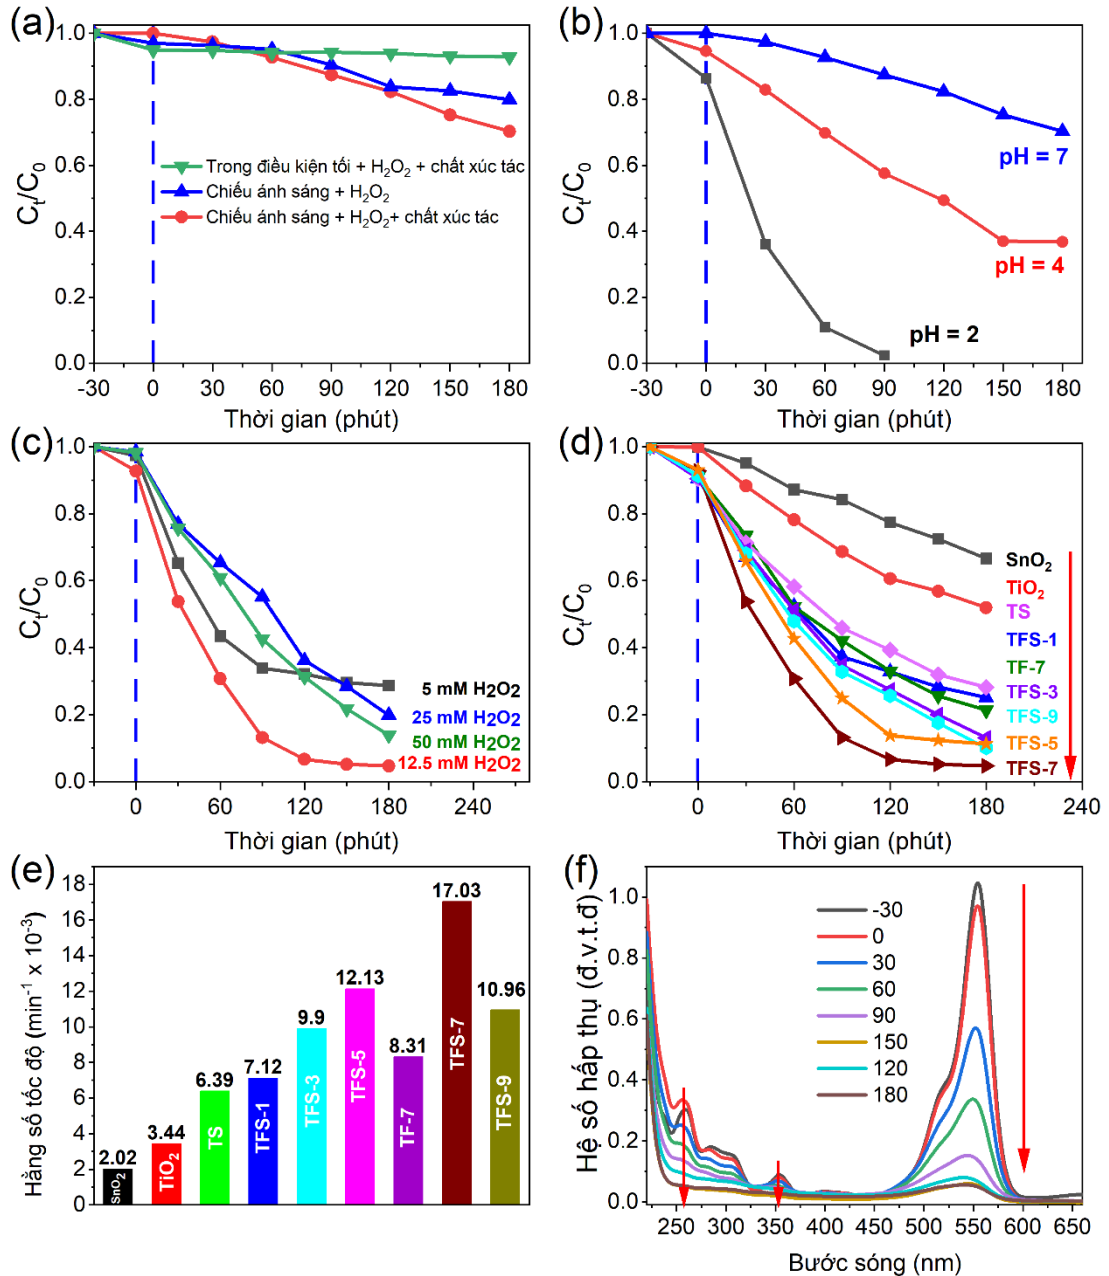 (a)
1.0
0.8
0.6
0.4
0.2
0.0
Cₜ/C₀
Trong điều kiện tối + H₂O₂ + chất xúc tác
Chiếu ánh sáng + H₂O₂
Chiếu ánh sáng + H₂O₂+ chất xúc tác
-30 0 30 60 90 120 150 180
Thời gian (phút)
(b)
1.0
0.8
0.6
0.4
0.2
0.0
Cₜ/C₀
pH = 7
pH = 4
pH = 2
-30 0 30 60 90 120 150 180
Thời gian (phút)
(c)
1.0
0.8
0.6
0.4
0.2
0.0
Cₜ/C₀
5 mM H₂O₂
25 mM H₂O₂
50 mM H₂O₂
12.5 mM H₂O₂
0 60 120 180 240
Thời gian (phút)
(d)
1.0
0.8
0.6
0.4
0.2
0.0
Cₜ/C₀
SnO₂
TiO₂
TS
TFS-1
TF-7
TFS-3
TFS-9
TFS-5
TFS-7
0 60 120 180 240
Thời gian (phút)
(e)
18
16
14
12
10
8
6
4
2
0
Hằng số tốc độ (min⁻¹ x 10⁻³)
2.02
3.44
6.39
7.12
9.9
12.13
8.31
17.03
10.96
SnO₂
TiO₂
TS
TFS-1
TFS-3
TFS-5
TF-7
TFS-7
TFS-9
(f)
1.0
0.8
0.6
0.4
0.2
0.0
Hệ số hấp thụ (đ.v.t.đ)
-30
0
30
60
90
150
120
180
250 300 350 400 450 500 550 600 650
Bước sóng (nm)